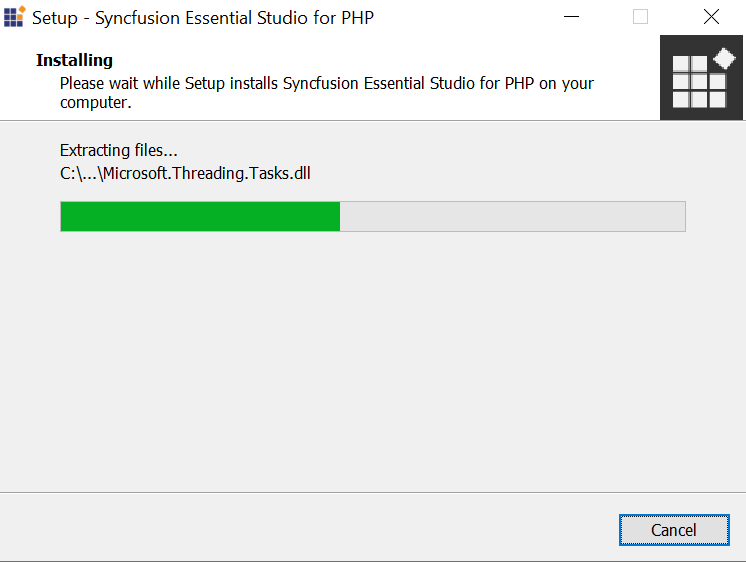 Setup - Syncfusion Essential Studio for PHP
Installing
Please wait while Setup installs Syncfusion Essential Studio for PHP on your
computer.
Extracting files...
C:\...\Microsoft.Threading.Tasks.dll
Cancel